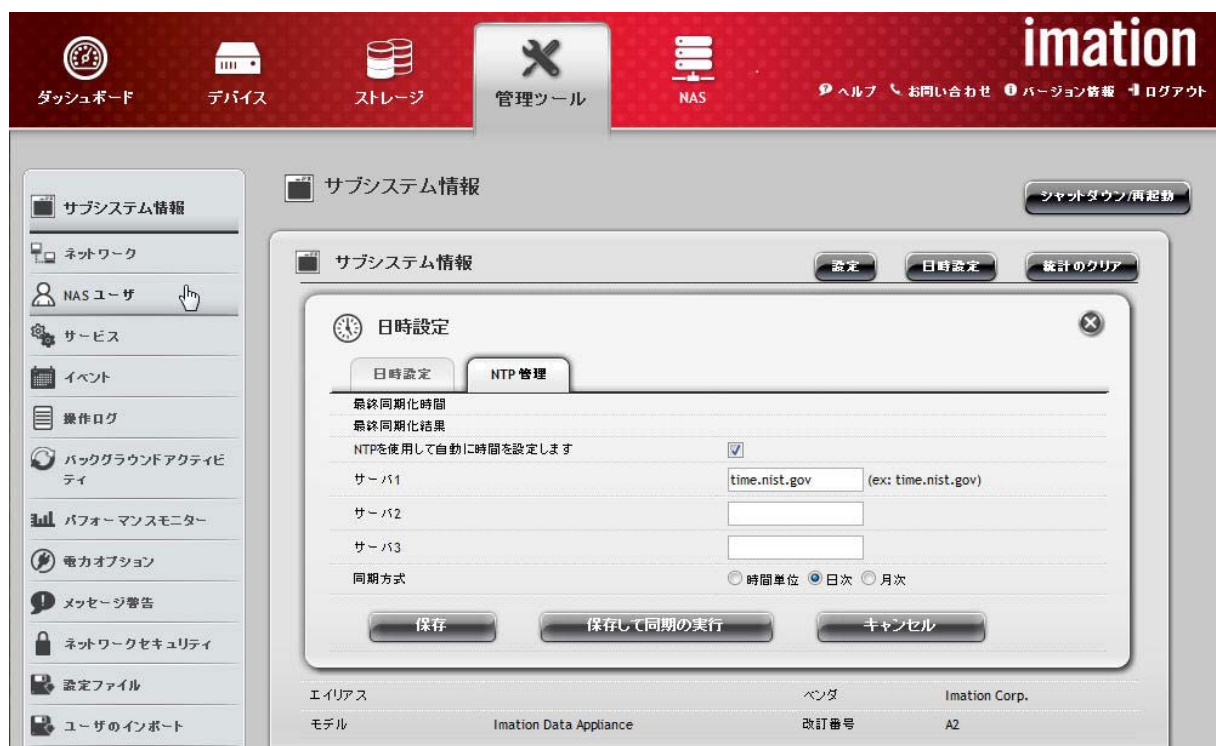 imation
ダッシュボード
デバイス
ストレージ
管理ツール
NAS
ヘルプ お問い合わせ バージョン情報 ログアウト
サブシステム情報
ネットワーク
NAS ユーザ
サービス
イベント
操作ログ
バックグラウンドアクティビ
ティ
パフォーマンスモニター
電力オプション
メッセージ警告
ネットワークセキュリティ
設定ファイル
ユーザのインポート
サブシステム情報
シャットダウン/再起動
サブシステム情報
設定
日時設定
統計のクリア
日時設定
日時設定
NTP 管理
最終同期化時間
最終同期化結果
NTPを使用して自動に時間を設定します
サーバ1 time.nist.gov (ex: time.nist.gov)
サーバ2
サーバ3
同期方式 時間単位 日次 月次
保存 保存して同期の実行 キャンセル
エイリアス ベンダ Imation Corp.
モデル Imation Data Appliance 改訂番号 A2